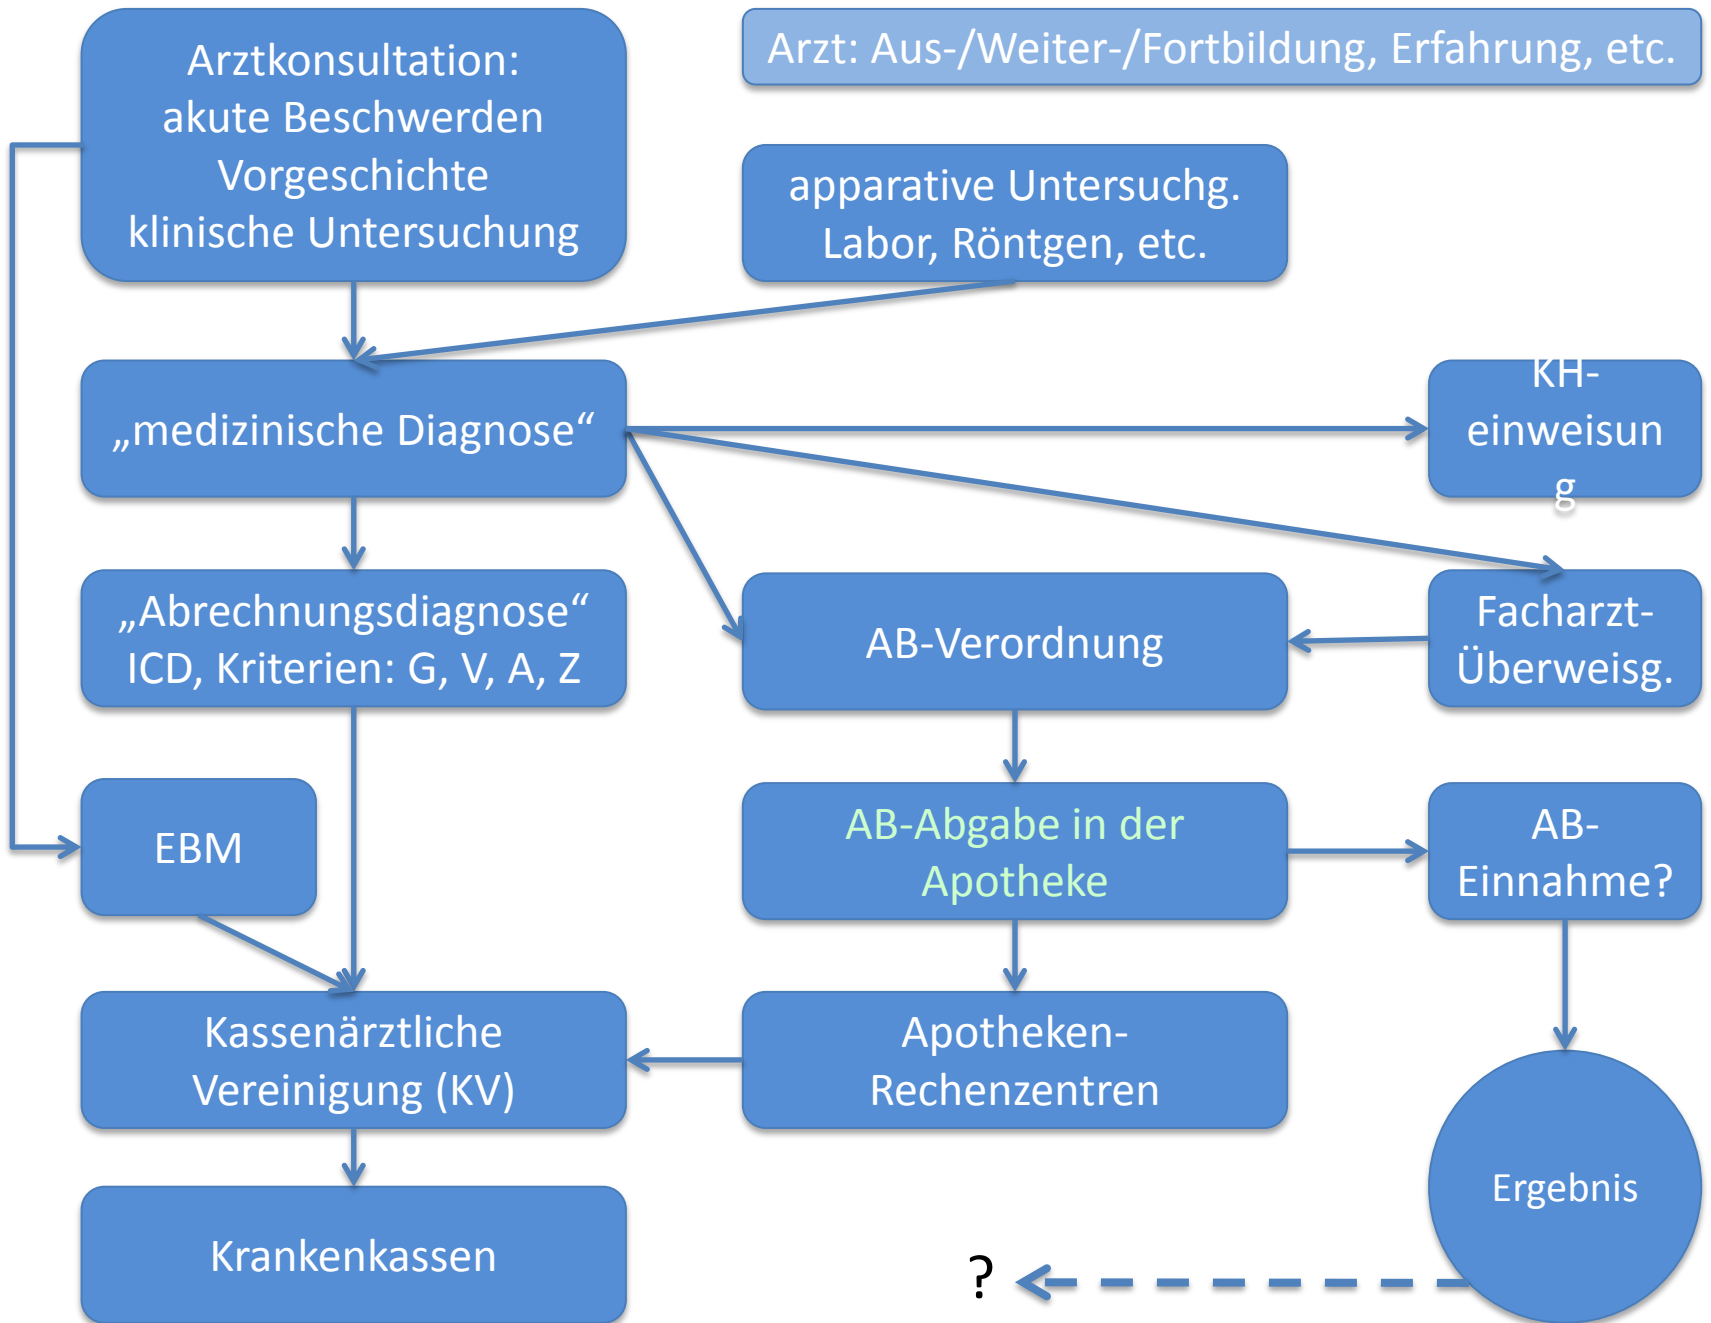 Arztkonsultation:
akute Beschwerden
Vorgeschichte
klinische Untersuchung
Arzt: Aus-/Weiter-/Fortbildung, Erfahrung, etc.
apparative Untersuchg.
Labor, Röntgen, etc.
„medizinische Diagnose“
KH-
einweisun
g
„Abrechnungsdiagnose“
ICD, Kriterien: G, V, A, Z
AB-Verordnung
Facharzt-
Überweisg.
EBM
AB-Abgabe in der
Apotheke
AB-
Einnahme?
Kassenärztliche
Vereinigung (KV)
Apotheken-
Rechenzentren
Ergebnis
Krankenkassen
?